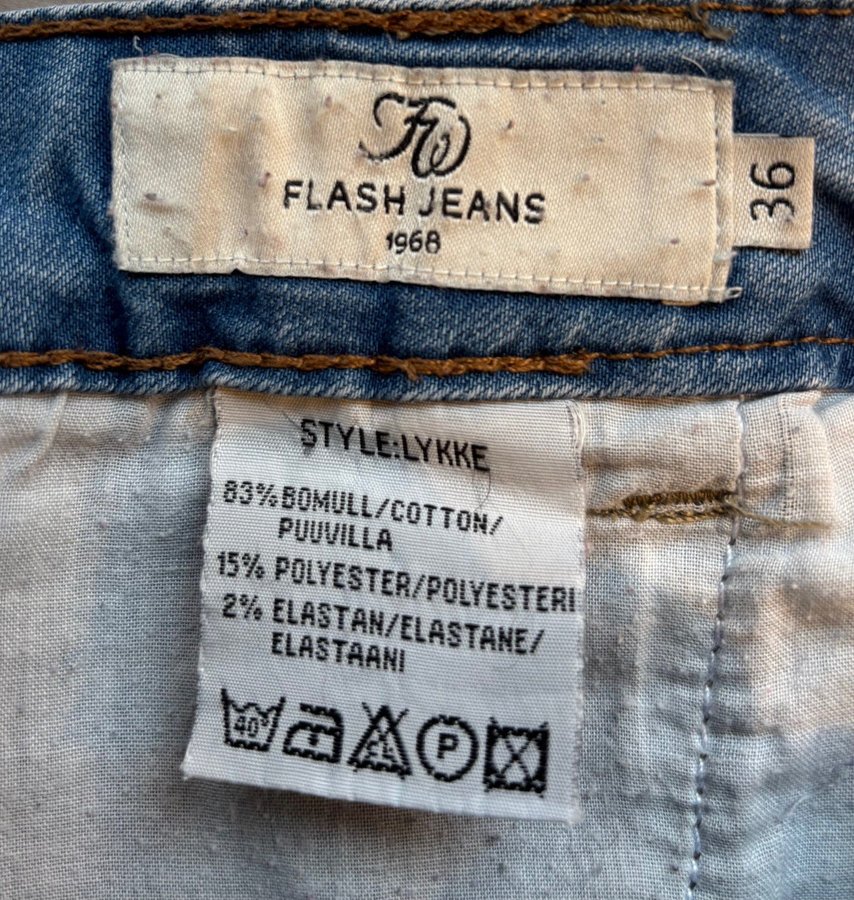 FW
FLASH JEANS
1968
36
STYLE:LYKKE
83% BOMULL/COTTON/
PUUVILLA
15% POLYESTER/POLYESTERI
2% ELASTAN/ELASTANE/
ELASTAANI
40° CL P